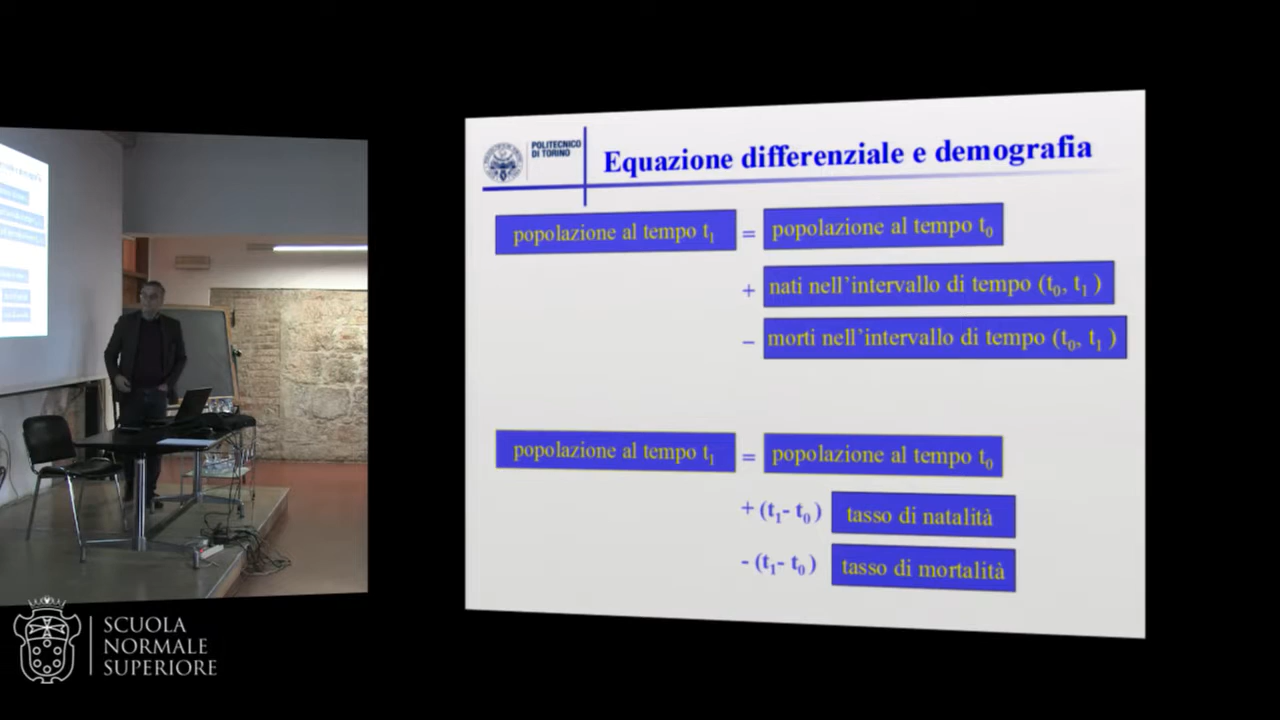 POLITECNICO
DI TORINO
Equazione differenziale e demografia
popolazione al tempo t₁ = popolazione al tempo t₀
+ nati nell'intervallo di tempo (t₀, t₁ )
− morti nell'intervallo di tempo (t₀, t₁ )
popolazione al tempo t₁ = popolazione al tempo t₀
+ (t₁- t₀ ) tasso di natalità
- (t₁- t₀ ) tasso di mortalità
SCUOLA
NORMALE
SUPERIORE